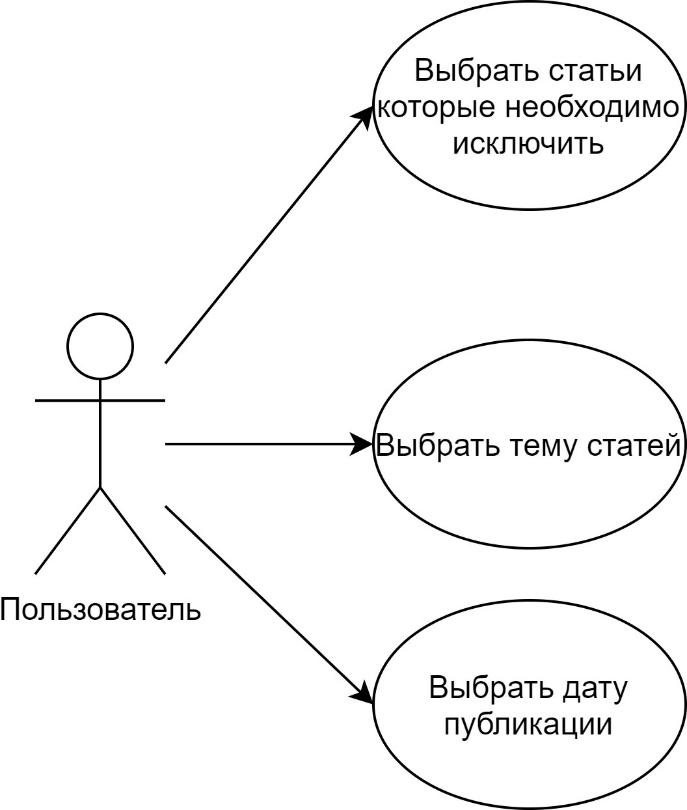 Выбрать статьи
которые необходимо
исключить
Выбрать тему статей
Пользователь
Выбрать дату
публикации